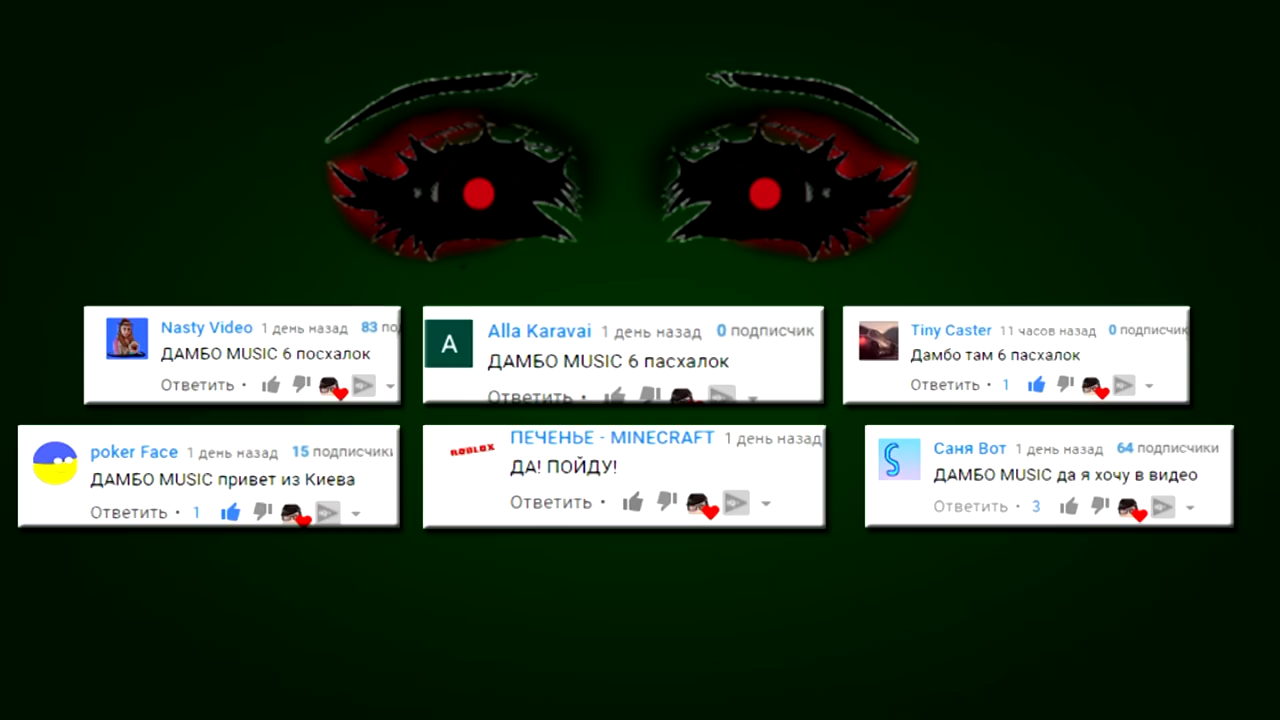 Nasty Video 1 день назад 83
ДАМБО MUSIC 6 посхалок
Ответить
A
Alla Karavai 1 день назад 0 подписчик
ДАМБО MUSIC 6 пасхалок
Ответить
Tiny Caster 11 часов назад 0 подписчик
Дамбо там 6 пасхалок
Ответить • 1
poker Face 1 день назад 15 подписчики
ДАМБО MUSIC привет из Киева
Ответить • 1
ROBLOX
ПЕЧЕНЬЕ - MINECRAFT 1 день назад
ДА! ПОЙДУ!
Ответить •
Саня Вот 1 день назад 64 подписчики
ДАМБО MUSIC да я хочу в видео
Ответить • 3